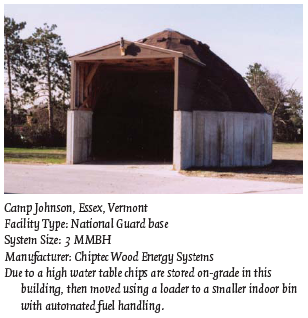 Camp Johnson, Essex, Vermont
Facility Type: National Guard base
System Size: 3 MMBH
Manufacturer: Chiptec Wood Energy Systems
Due to a high water table chips are stored on-grade in this
building, then moved using a loader to a smaller indoor bin
with automated fuel handling.